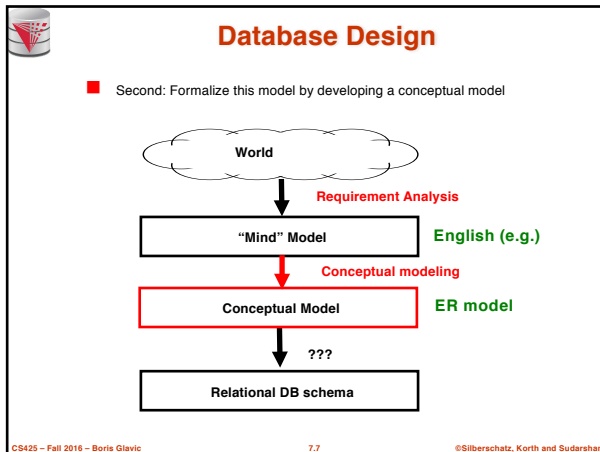 Database Design
Second: Formalize this model by developing a conceptual model
World
Requirement Analysis
“Mind” Model
English (e.g.)
Conceptual modeling
Conceptual Model
ER model
???
Relational DB schema
CS425 – Fall 2016 – Boris Glavic
7.7
©Silberschatz, Korth and Sudarshan